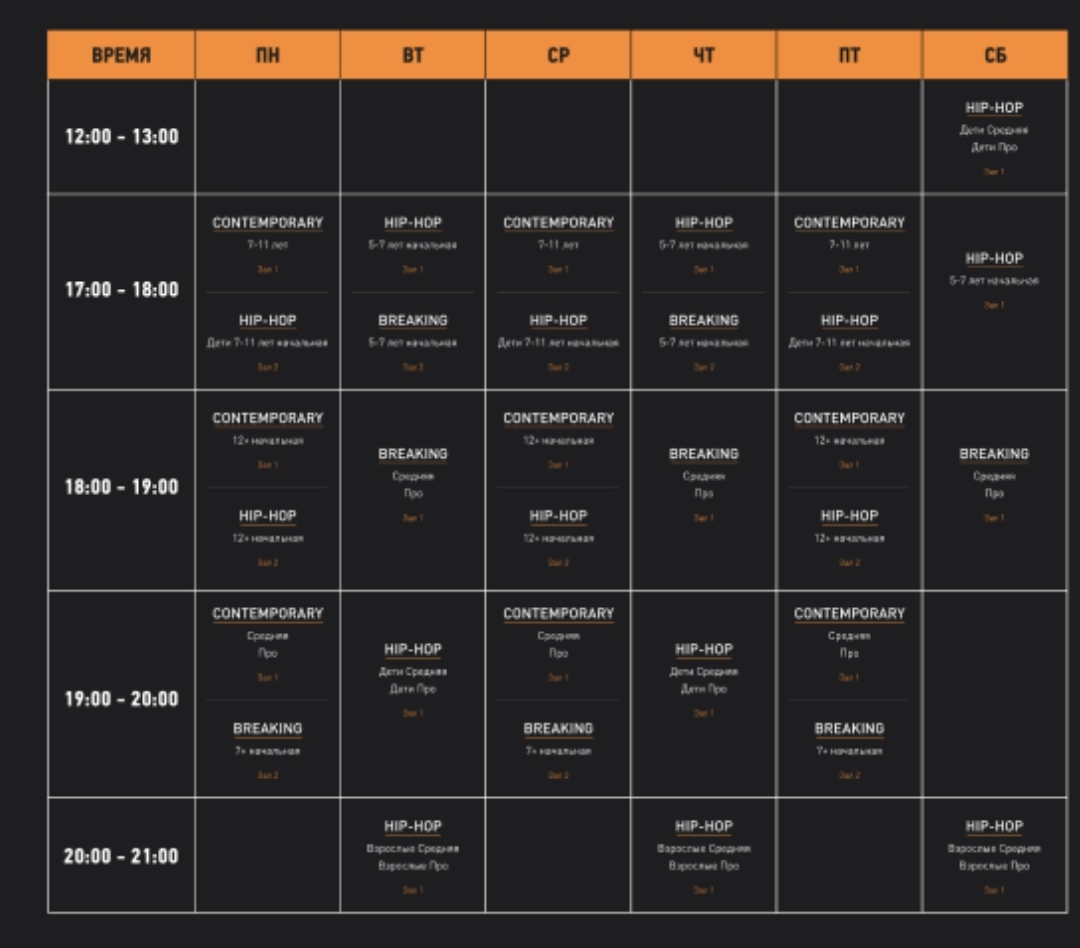 ВРЕМЯ ПН ВТ СР ЧТ ПТ СБ
12:00 - 13:00
HIP-HOP
Дети Средняя
Дети Про
Зал 1
17:00 - 18:00
CONTEMPORARY
7-11 лет
Зал 1
HIP-HOP
Дети 7-11 лет начальная
Зал 2
HIP-HOP
5-7 лет начальная
Зал 1
BREAKING
5-7 лет начальная
Зал 2
CONTEMPORARY
7-11 лет
Зал 1
HIP-HOP
Дети 7-11 лет начальная
Зал 2
HIP-HOP
5-7 лет начальная
Зал 1
BREAKING
5-7 лет начальная
Зал 2
CONTEMPORARY
7-11 лет
Зал 1
HIP-HOP
Дети 7-11 лет начальная
Зал 2
HIP-HOP
5-7 лет начальная
Зал 1
18:00 - 19:00
CONTEMPORARY
12+ начальная
Зал 1
HIP-HOP
12+ начальная
Зал 2
BREAKING
Средняя
Про
Зал 1
CONTEMPORARY
12+ начальная
Зал 1
HIP-HOP
12+ начальная
Зал 2
BREAKING
Средняя
Про
Зал 1
CONTEMPORARY
12+ начальная
Зал 1
HIP-HOP
12+ начальная
Зал 2
BREAKING
Средняя
Про
Зал 1
19:00 - 20:00
CONTEMPORARY
Средняя
Про
Зал 1
BREAKING
7+ начальная
Зал 2
HIP-HOP
Дети Средняя
Дети Про
Зал 1
CONTEMPORARY
Средняя
Про
Зал 1
BREAKING
7+ начальная
Зал 2
HIP-HOP
Дети Средняя
Дети Про
Зал 1
CONTEMPORARY
Средняя
Про
Зал 1
BREAKING
7+ начальная
Зал 2
20:00 - 21:00
HIP-HOP
Взрослые Средняя
Взрослые Про
Зал 1
HIP-HOP
Взрослые Средняя
Взрослые Про
Зал 1
HIP-HOP
Взрослые Средняя
Взрослые Про
Зал 1